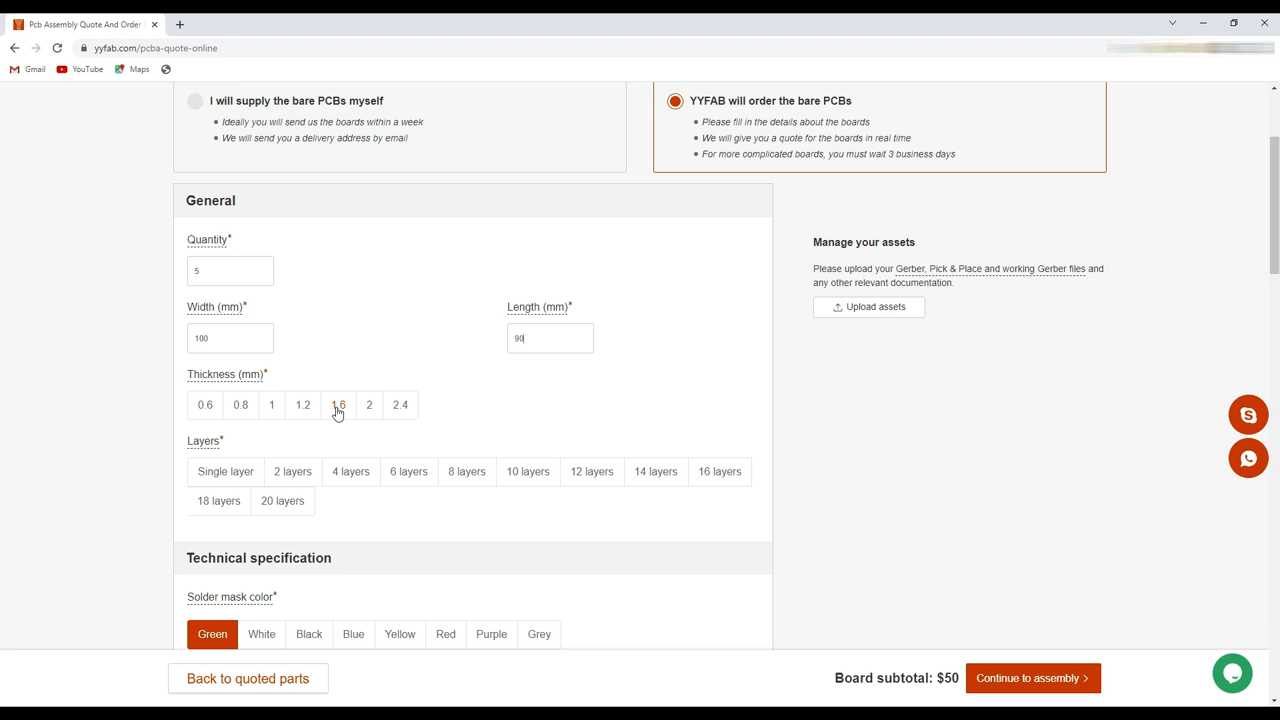 Pcb Assembly Quote And Order
yyfab.com/pcba-quote-online
Gmail YouTube Maps
I will supply the bare PCBs myself
Ideally you will send us the boards within a week
We will send you a delivery address by email
YYFAB will order the bare PCBs
Please fill in the details about the boards
We will give you a quote for the boards in real time
For more complicated boards, you must wait 3 business days
General
Quantity*
5
Width (mm)* Length (mm)*
100 90
Thickness (mm)*
0.6 0.8 1 1.2 1.6 2 2.4
Layers*
Single layer 2 layers 4 layers 6 layers 8 layers 10 layers 12 layers 14 layers 16 layers
18 layers 20 layers
Manage your assets
Please upload your Gerber, Pick & Place and working Gerber files and
any other relevant documentation.
Upload assets
Technical specification
Solder mask color*
Green White Black Blue Yellow Red Purple Grey
Back to quoted parts
Board subtotal: $50 Continue to assembly >